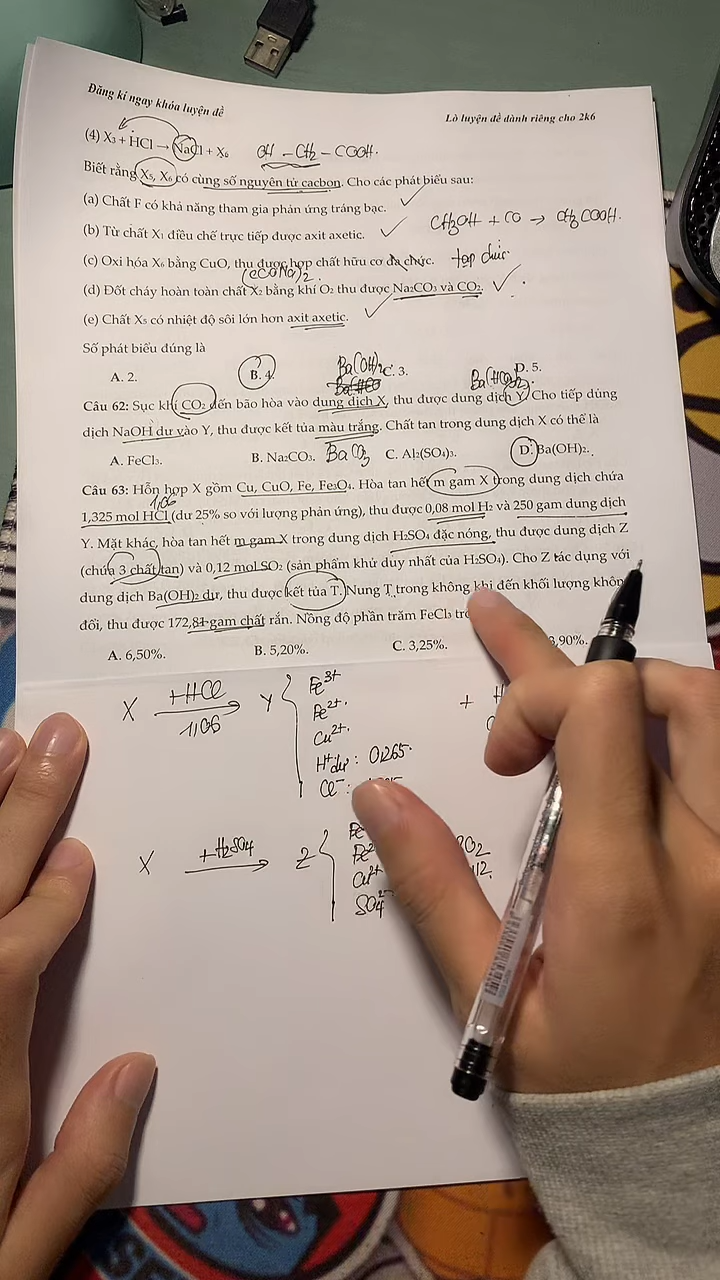 Đăng kí ngay khóa luyện đề
Lò luyện đề dành riêng cho 2k6
(4) X₃ + HCl → NaCl + X₆ OH – CH₂ – COOH.
Biết rằng X₅, X₆ có cùng số nguyên tử cacbon. Cho các phát biểu sau:
(a) Chất F có khả năng tham gia phản ứng tráng bạc.
(b) Từ chất X₁ điều chế trực tiếp được axit axetic. CH₃OH + CO → CH₃COOH.
(c) Oxi hóa X₆ bằng CuO, thu được hợp chất hữu cơ đa chức. tạp chức
(d) Đốt cháy hoàn toàn chất X₂ bằng khí O₂ thu được Na₂CO₃ và CO₂.
(e) Chất X₅ có nhiệt độ sôi lớn hơn axit axetic.
Số phát biểu đúng là
Ba(OH)₂
A. 2. B. 4. C. 3. D. 5.
Câu 62: Sục khí CO₂ đến bão hòa vào dung dịch X, thu được dung dịch Y. Cho tiếp dung
dịch NaOH dư vào Y, thu được kết tủa màu trắng. Chất tan trong dung dịch X có thể là
A. FeCl₃. B. Na₂CO₃. BaCO₃ C. Al₂(SO₄)₃. D. Ba(OH)₂.
Câu 63: Hỗn hợp X gồm Cu, CuO, Fe, Fe₃O₄. Hòa tan hết m gam X trong dung dịch chứa
1,06
1,325 mol HCl (dư 25% so với lượng phản ứng), thu được 0,08 mol H₂ và 250 gam dung dịch
Y. Mặt khác, hòa tan hết m gam X trong dung dịch H₂SO₄ đặc nóng, thu được dung dịch Z
(chứa 3 chất tan) và 0,12 mol SO₂ (sản phẩm khử duy nhất của H₂SO₄). Cho Z tác dụng với
dung dịch Ba(OH)₂ dư, thu được kết tủa T. Nung T trong không khí đến khối lượng không
đổi, thu được 172,81 gam chất rắn. Nồng độ phần trăm FeCl₃
A. 6,50%. B. 5,20%. C. 3,25%. 3,90%.
X +HCl 1,06 Y Fe³⁺
Fe²⁺ +
Cu²⁺
H⁺dư : 0,265
Cl⁻ :
X +H₂SO₄ Z
Cu²⁺
SO₄²⁻